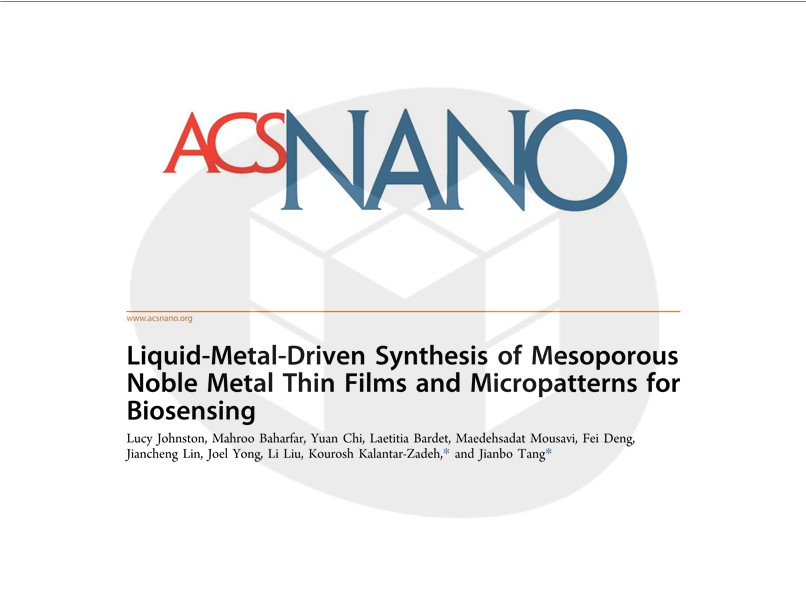 ACSNANO
www.acsnano.org
Liquid-Metal-Driven Synthesis of Mesoporous
Noble Metal Thin Films and Micropatterns for
Biosensing
Lucy Johnston, Mahroo Baharfar, Yuan Chi, Laetitia Bardet, Maedehsadat Mousavi, Fei Deng,
Jiancheng Lin, Joel Yong, Li Liu, Kourosh Kalantar-Zadeh,* and Jianbo Tang*